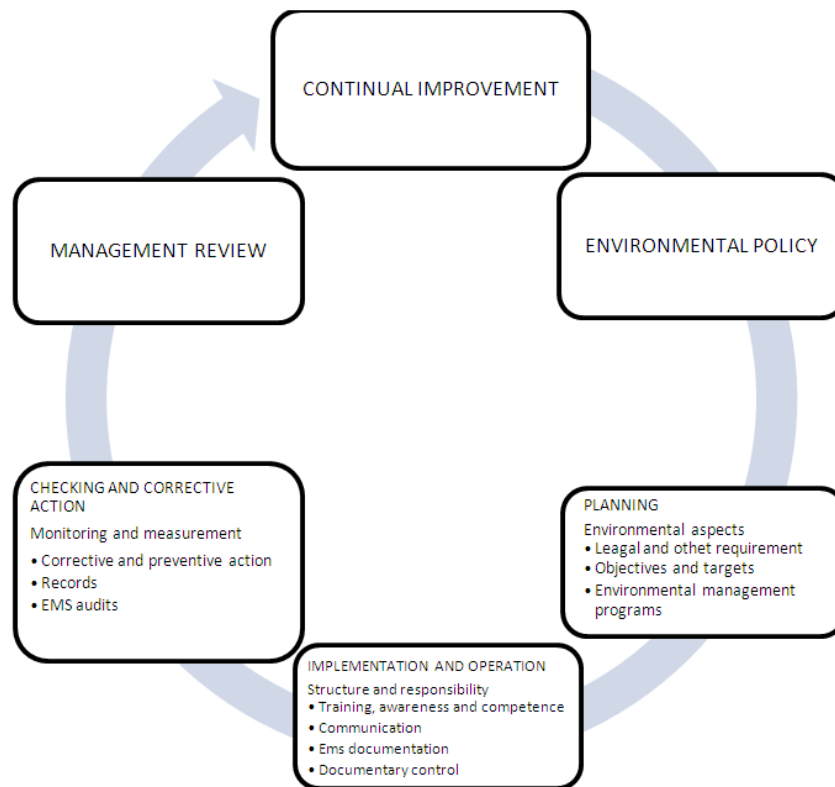 CONTINUAL IMPROVEMENT
ENVIRONMENTAL POLICY
PLANNING
Environmental aspects
• Leagal and othet requirement
• Objectives and targets
• Environmental management
programs
IMPLEMENTATION AND OPERATION
Structure and responsibility
• Training, awareness and competence
• Communication
• Ems documentation
• Documentary control
CHECKING AND CORRECTIVE
ACTION
Monitoring and measurement
• Corrective and preventive action
• Records
• EMS audits
MANAGEMENT REVIEW